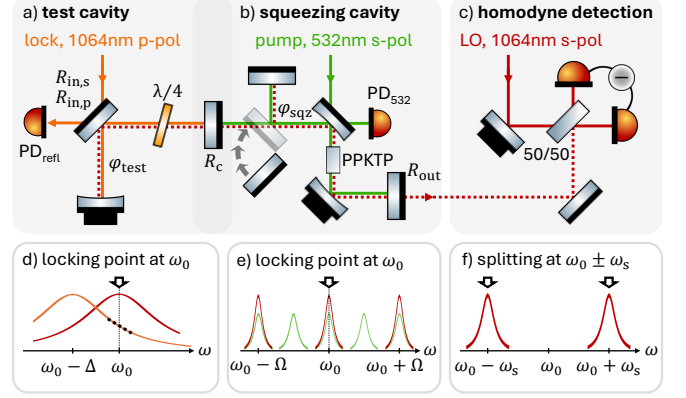 a) test cavity
b) squeezing cavity
c) homodyne detection
lock, 1064nm p-pol
pump, 532nm s-pol
LO, 1064nm s-pol
R_in,s
R_in,p
λ/4
φ_sqz
PD_532
−
PD_refl
φ_test
R_c
PPKTP
R_out
50/50
d) locking point at ω_0
e) locking point at ω_0
f) splitting at ω_0 ± ω_s
ω
ω
ω
ω_0 − Δ
ω_0
ω_0 − Ω
ω_0
ω_0 + Ω
ω_0 − ω_s
ω_0
ω_0 + ω_s